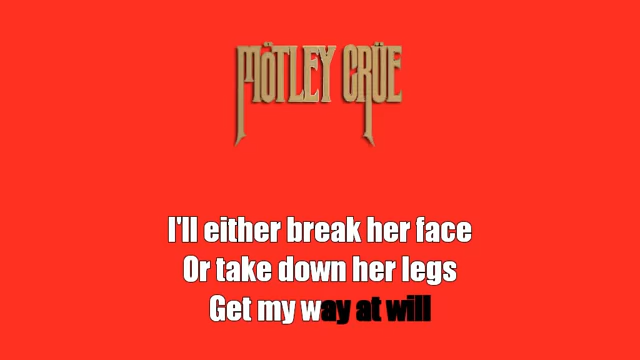 MÖTLEY CRÜE
I'll either break her face
Or take down her legs
Get my way at will